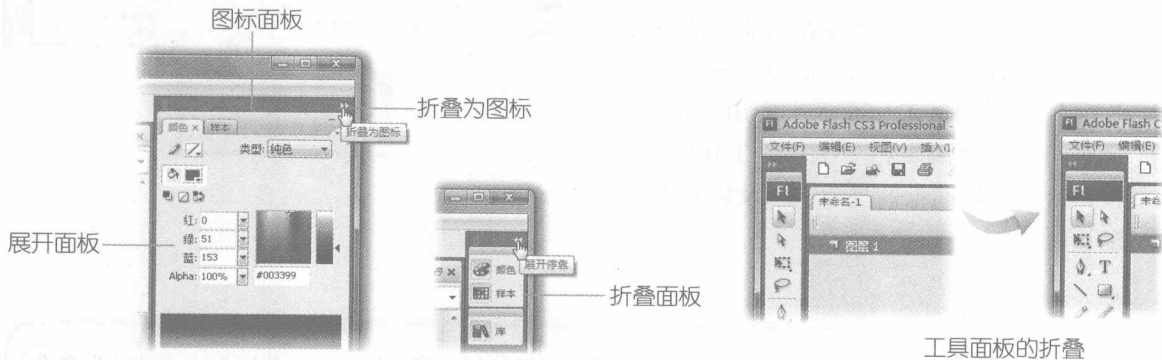 图标面板
折叠为图标
颜色 × 样本
折叠为图标
类型: 纯色
红: 0
绿: 51
蓝: 153
Alpha: 100% #003399
展开面板
展开停靠
颜色
样本
库
折叠面板
Adobe Flash CS3 Professional -
文件(F) 编辑(E) 视图(V) 插入(I
Fl
未命名-1
图层 1
Adobe Flash C
文件(F) 编辑(E)
Fl
T
工具面板的折叠